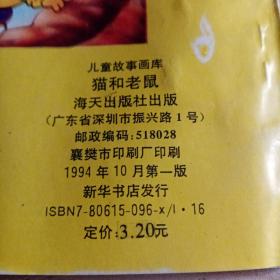 儿童故事画库
猫和老鼠
海天出版社出版
(广东省深圳市振兴路1号)
邮政编码:518028
襄樊市印刷厂印刷
1994年10月第一版
新华书店发行
ISBN7-80615-096-x/I·16
定价:3.20元